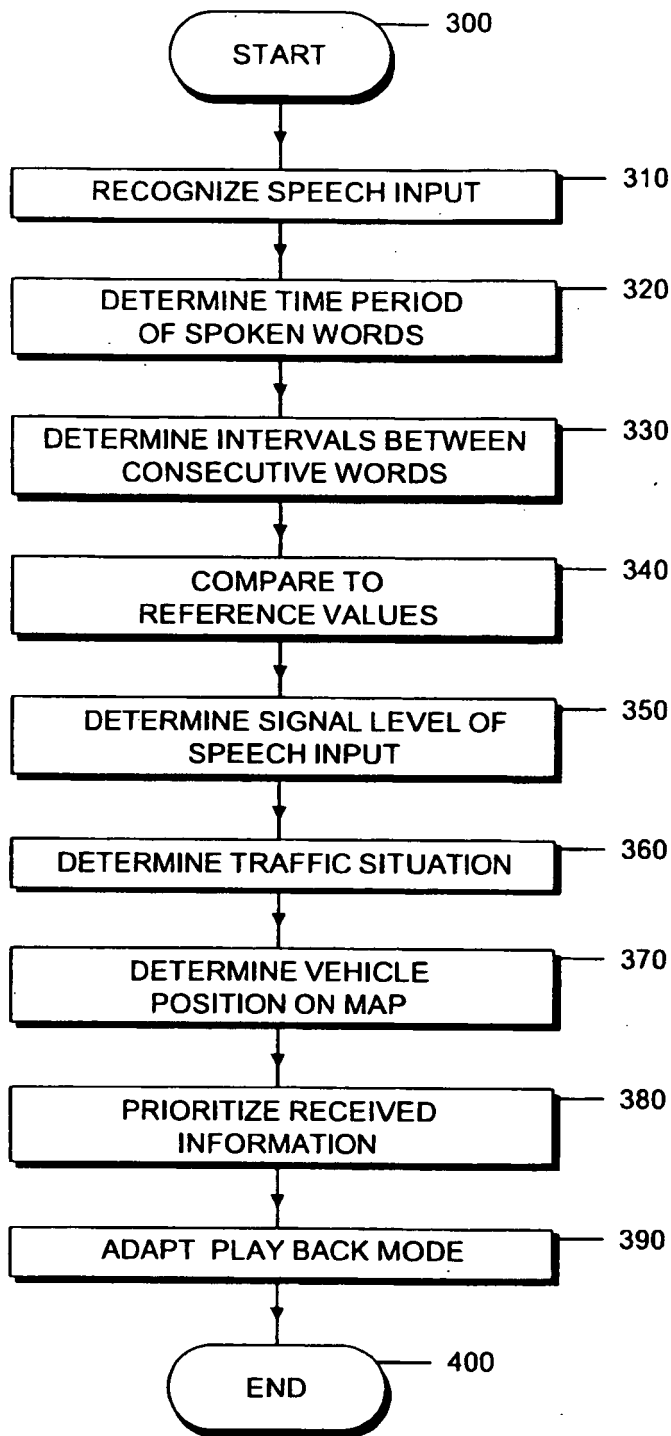 300
START
RECOGNIZE SPEECH INPUT
310
DETERMINE TIME PERIOD
OF SPOKEN WORDS
320
DETERMINE INTERVALS BETWEEN
CONSECUTIVE WORDS
330
COMPARE TO
REFERENCE VALUES
340
DETERMINE SIGNAL LEVEL OF
SPEECH INPUT
350
DETERMINE TRAFFIC SITUATION
360
DETERMINE VEHICLE
POSITION ON MAP
370
PRIORITIZE RECEIVED
INFORMATION
380
ADAPT PLAY BACK MODE
390
END
400